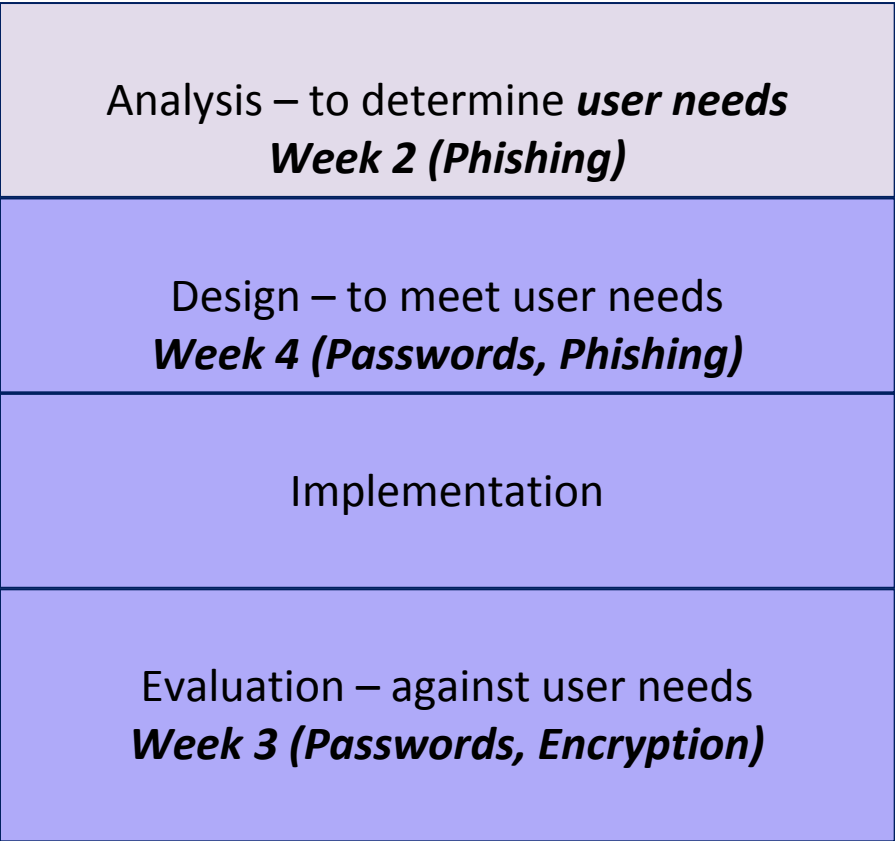 Analysis – to determine user needs
Week 2 (Phishing)
Design – to meet user needs
Week 4 (Passwords, Phishing)
Implementation
Evaluation – against user needs
Week 3 (Passwords, Encryption)